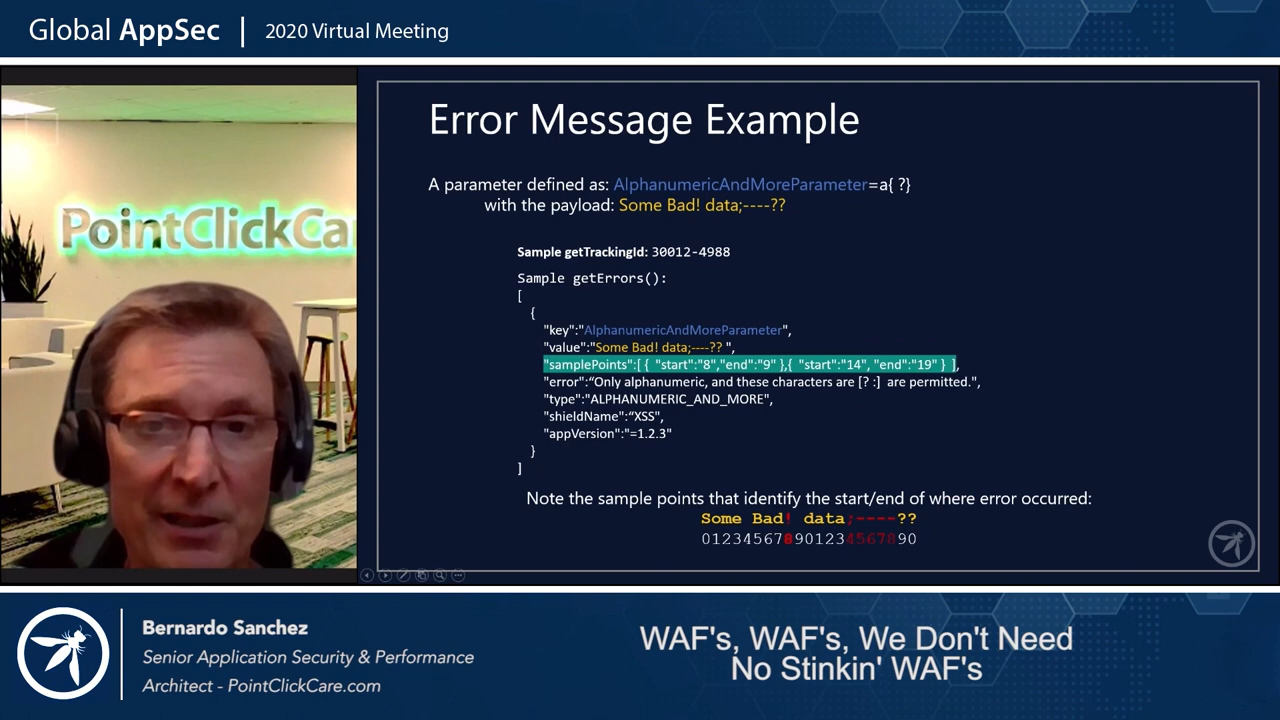 Global AppSec | 2020 Virtual Meeting
PointClickCa
Error Message Example
A parameter defined as: AlphanumericAndMoreParameter=a{ ?}
with the payload: Some Bad! data;----??
Sample getTrackingId: 30012-4988
Sample getErrors():
[
{
"key":"AlphanumericAndMoreParameter",
"value":"Some Bad! data;----?? ",
"samplePoints":[ {  "start":"8","end":"9" },{  "start":"14", "end":"19" }  ],
"error":“Only alphanumeric, and these characters are [? :]  are permitted.",
"type":"ALPHANUMERIC_AND_MORE",
"shieldName":“XSS",
"appVersion":"=1.2.3"
}
]
Note the sample points that identify the start/end of where error occurred:
Some Bad! data;----??
012345678901234567890
Bernardo Sanchez
Senior Application Security & Performance
Architect - PointClickCare.com
WAF's, WAF's, We Don't Need
No Stinkin' WAF's